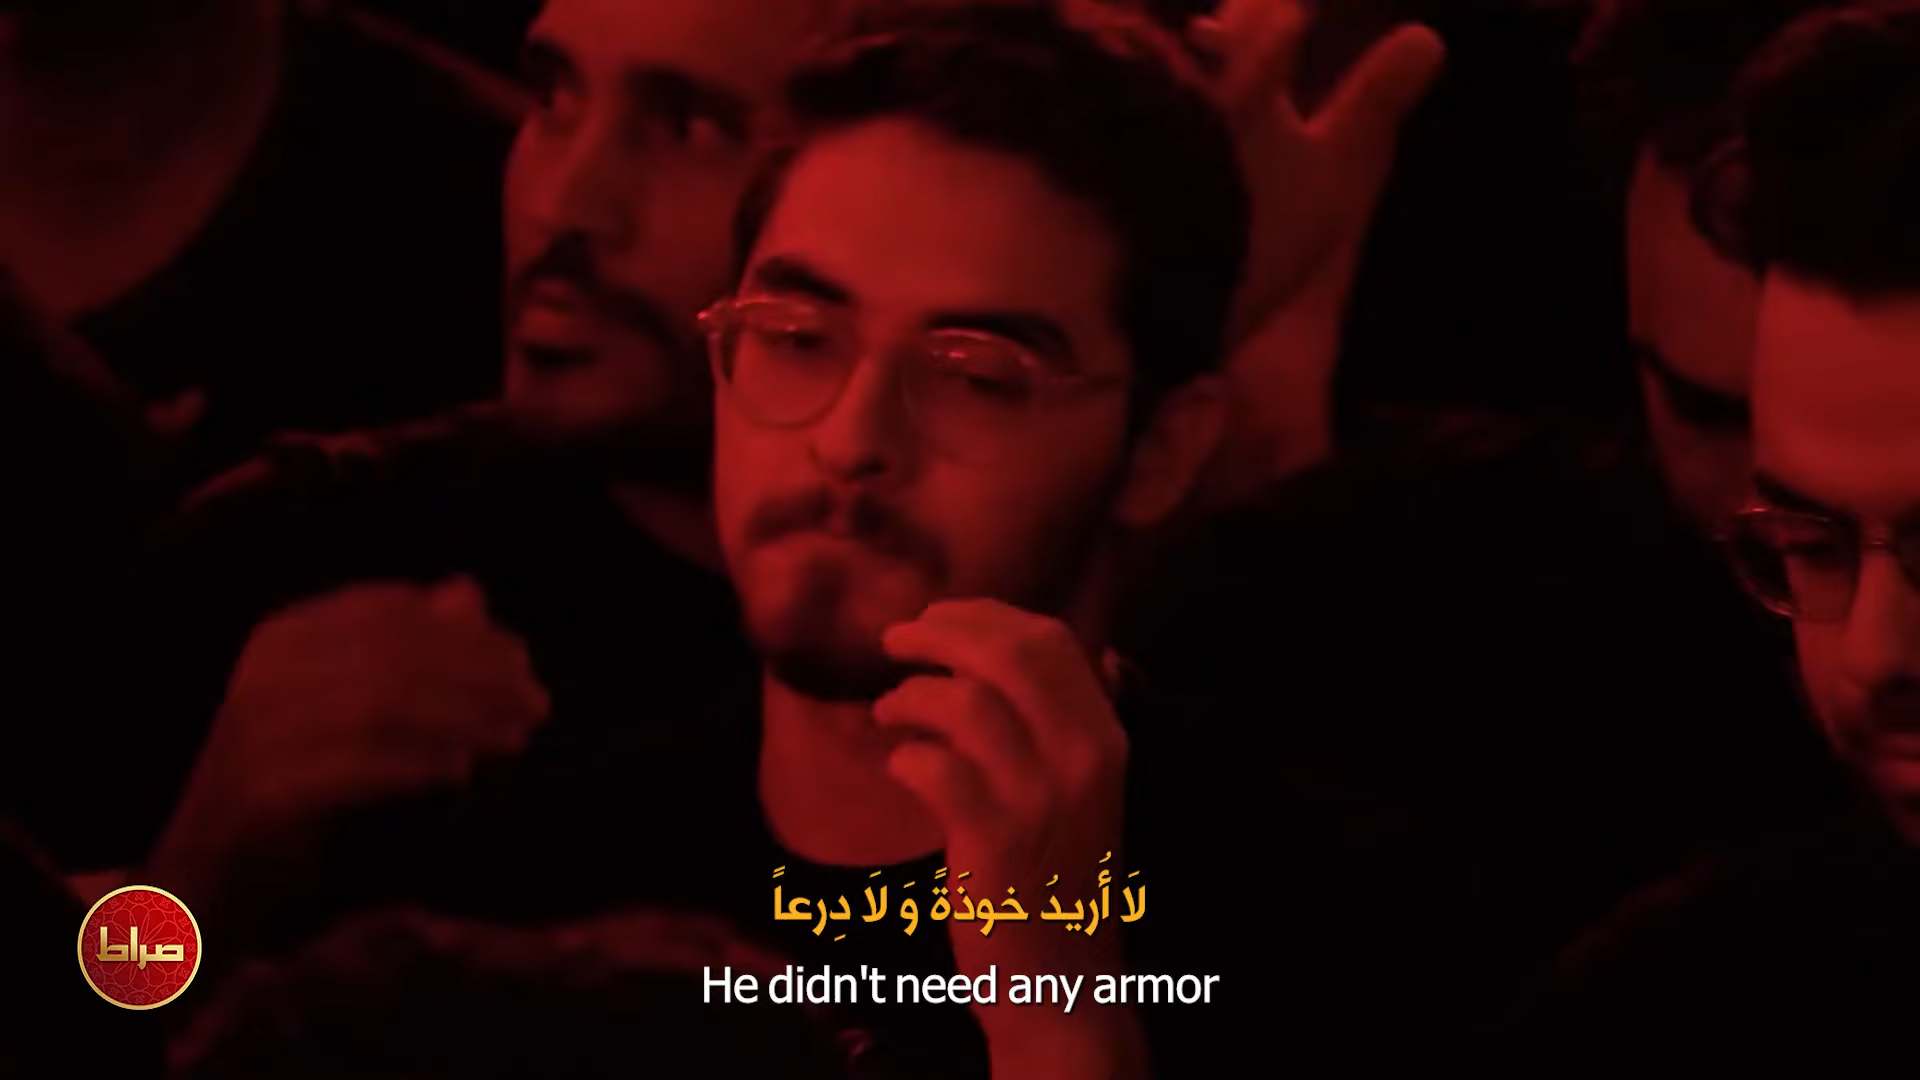 لَا أُرِيدُ خوذَةً وَ لَا دِرعاً
He didn't need any armor
صراط